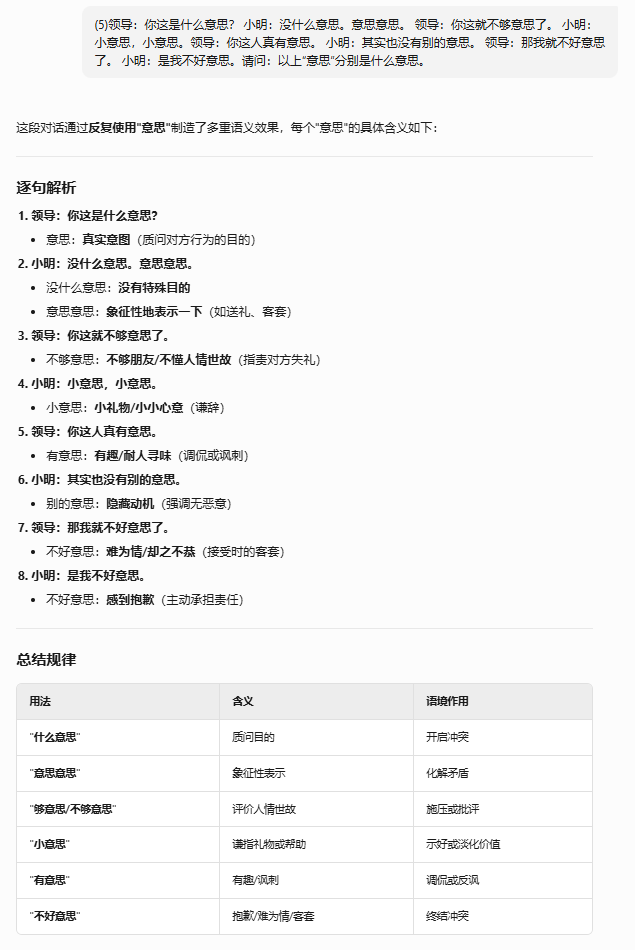 (5)领导：你这是什么意思？ 小明：没什么意思。意思意思。 领导：你这就不够意思了。 小明：
小意思，小意思。领导：你这人真有意思。 小明：其实也没有别的意思。 领导：那我就不好意思
了。 小明：是我不好意思。请问：以上“意思”分别是什么意思。
这段对话通过反复使用"意思"制造了多重语义效果，每个"意思"的具体含义如下：
逐句解析
1. 领导：你这是什么意思？
• 意思：真实意图（质问对方行为的目的）
2. 小明：没什么意思。意思意思。
• 没什么意思：没有特殊目的
• 意思意思：象征性地表示一下（如送礼、客套）
3. 领导：你这就不够意思了。
• 不够意思：不够朋友/不懂人情世故（指责对方失礼）
4. 小明：小意思，小意思。
• 小意思：小礼物/小小心意（谦辞）
5. 领导：你这人真有意思。
• 有意思：有趣/耐人寻味（调侃或讽刺）
6. 小明：其实也没有别的意思。
• 别的意思：隐藏动机（强调无恶意）
7. 领导：那我就不好意思了。
• 不好意思：难为情/却之不恭（接受时的客套）
8. 小明：是我不好意思。
• 不好意思：感到抱歉（主动承担责任）
总结规律
用法 含义 语境作用
"什么意思" 质问目的 开启冲突
"意思意思" 象征性表示 化解矛盾
"够意思/不够意思" 评价人情世故 施压或批评
"小意思" 谦指礼物或帮助 示好或淡化价值
"有意思" 有趣/讽刺 调侃或反讽
"不好意思" 抱歉/难为情/客套 终结冲突